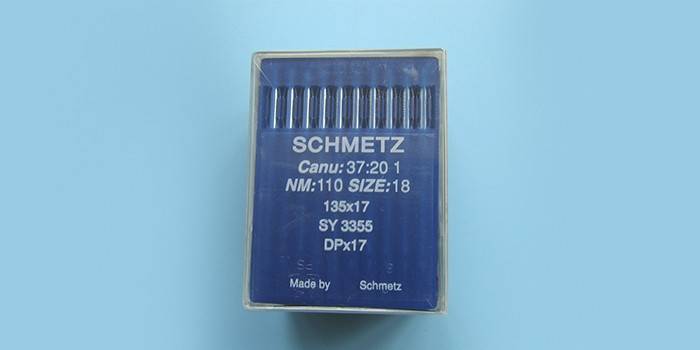 SCHMETZ
Canu: 37:20 1
NM:110 SIZE:18
135x17
SY 3355
DPx17
Made by Schmetz